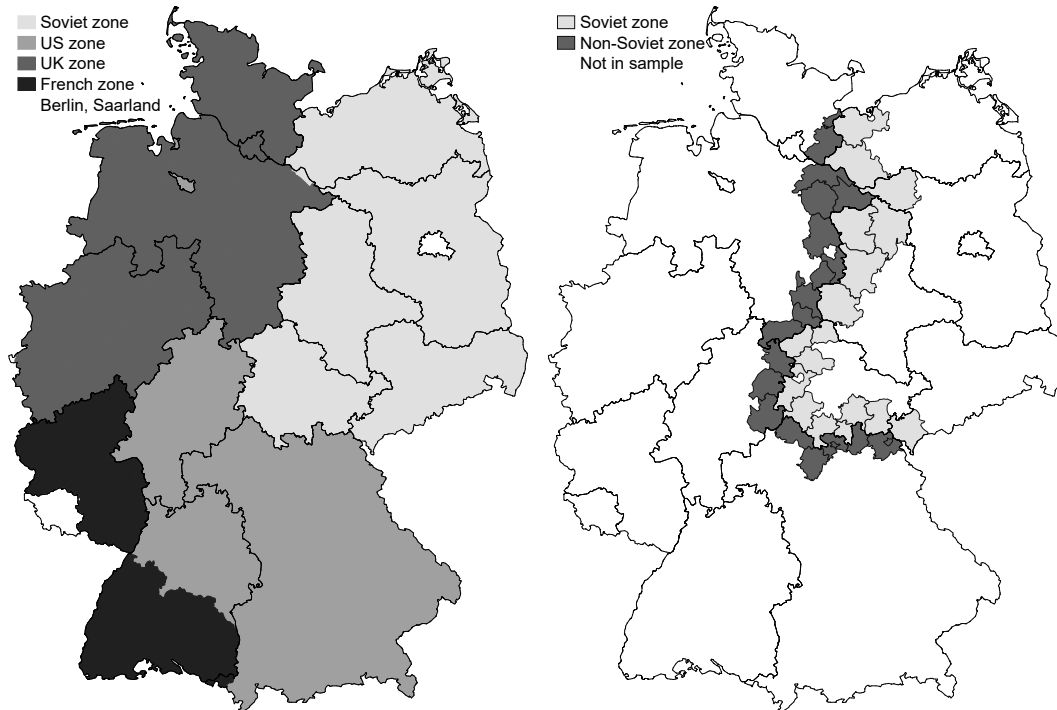 Soviet zone
US zone
UK zone
French zone
Berlin, Saarland
Soviet zone
Non-Soviet zone
Not in sample